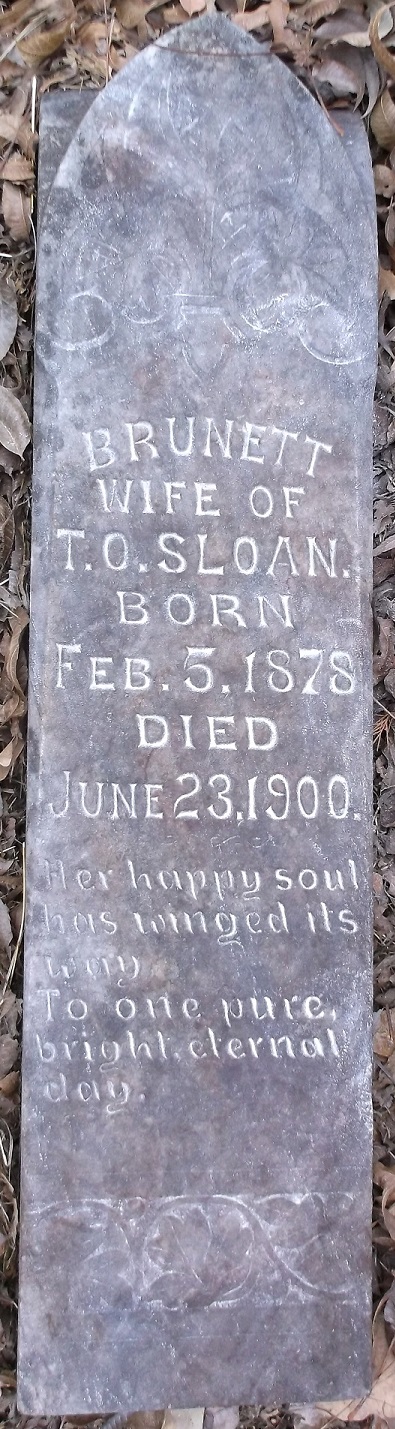 BRUNETT
WIFE OF
T.O. SLOAN.
BORN
FEB. 5, 1878
DIED
JUNE 23, 1900.
Her happy soul
has winged its
way
To one pure,
bright, eternal
day.